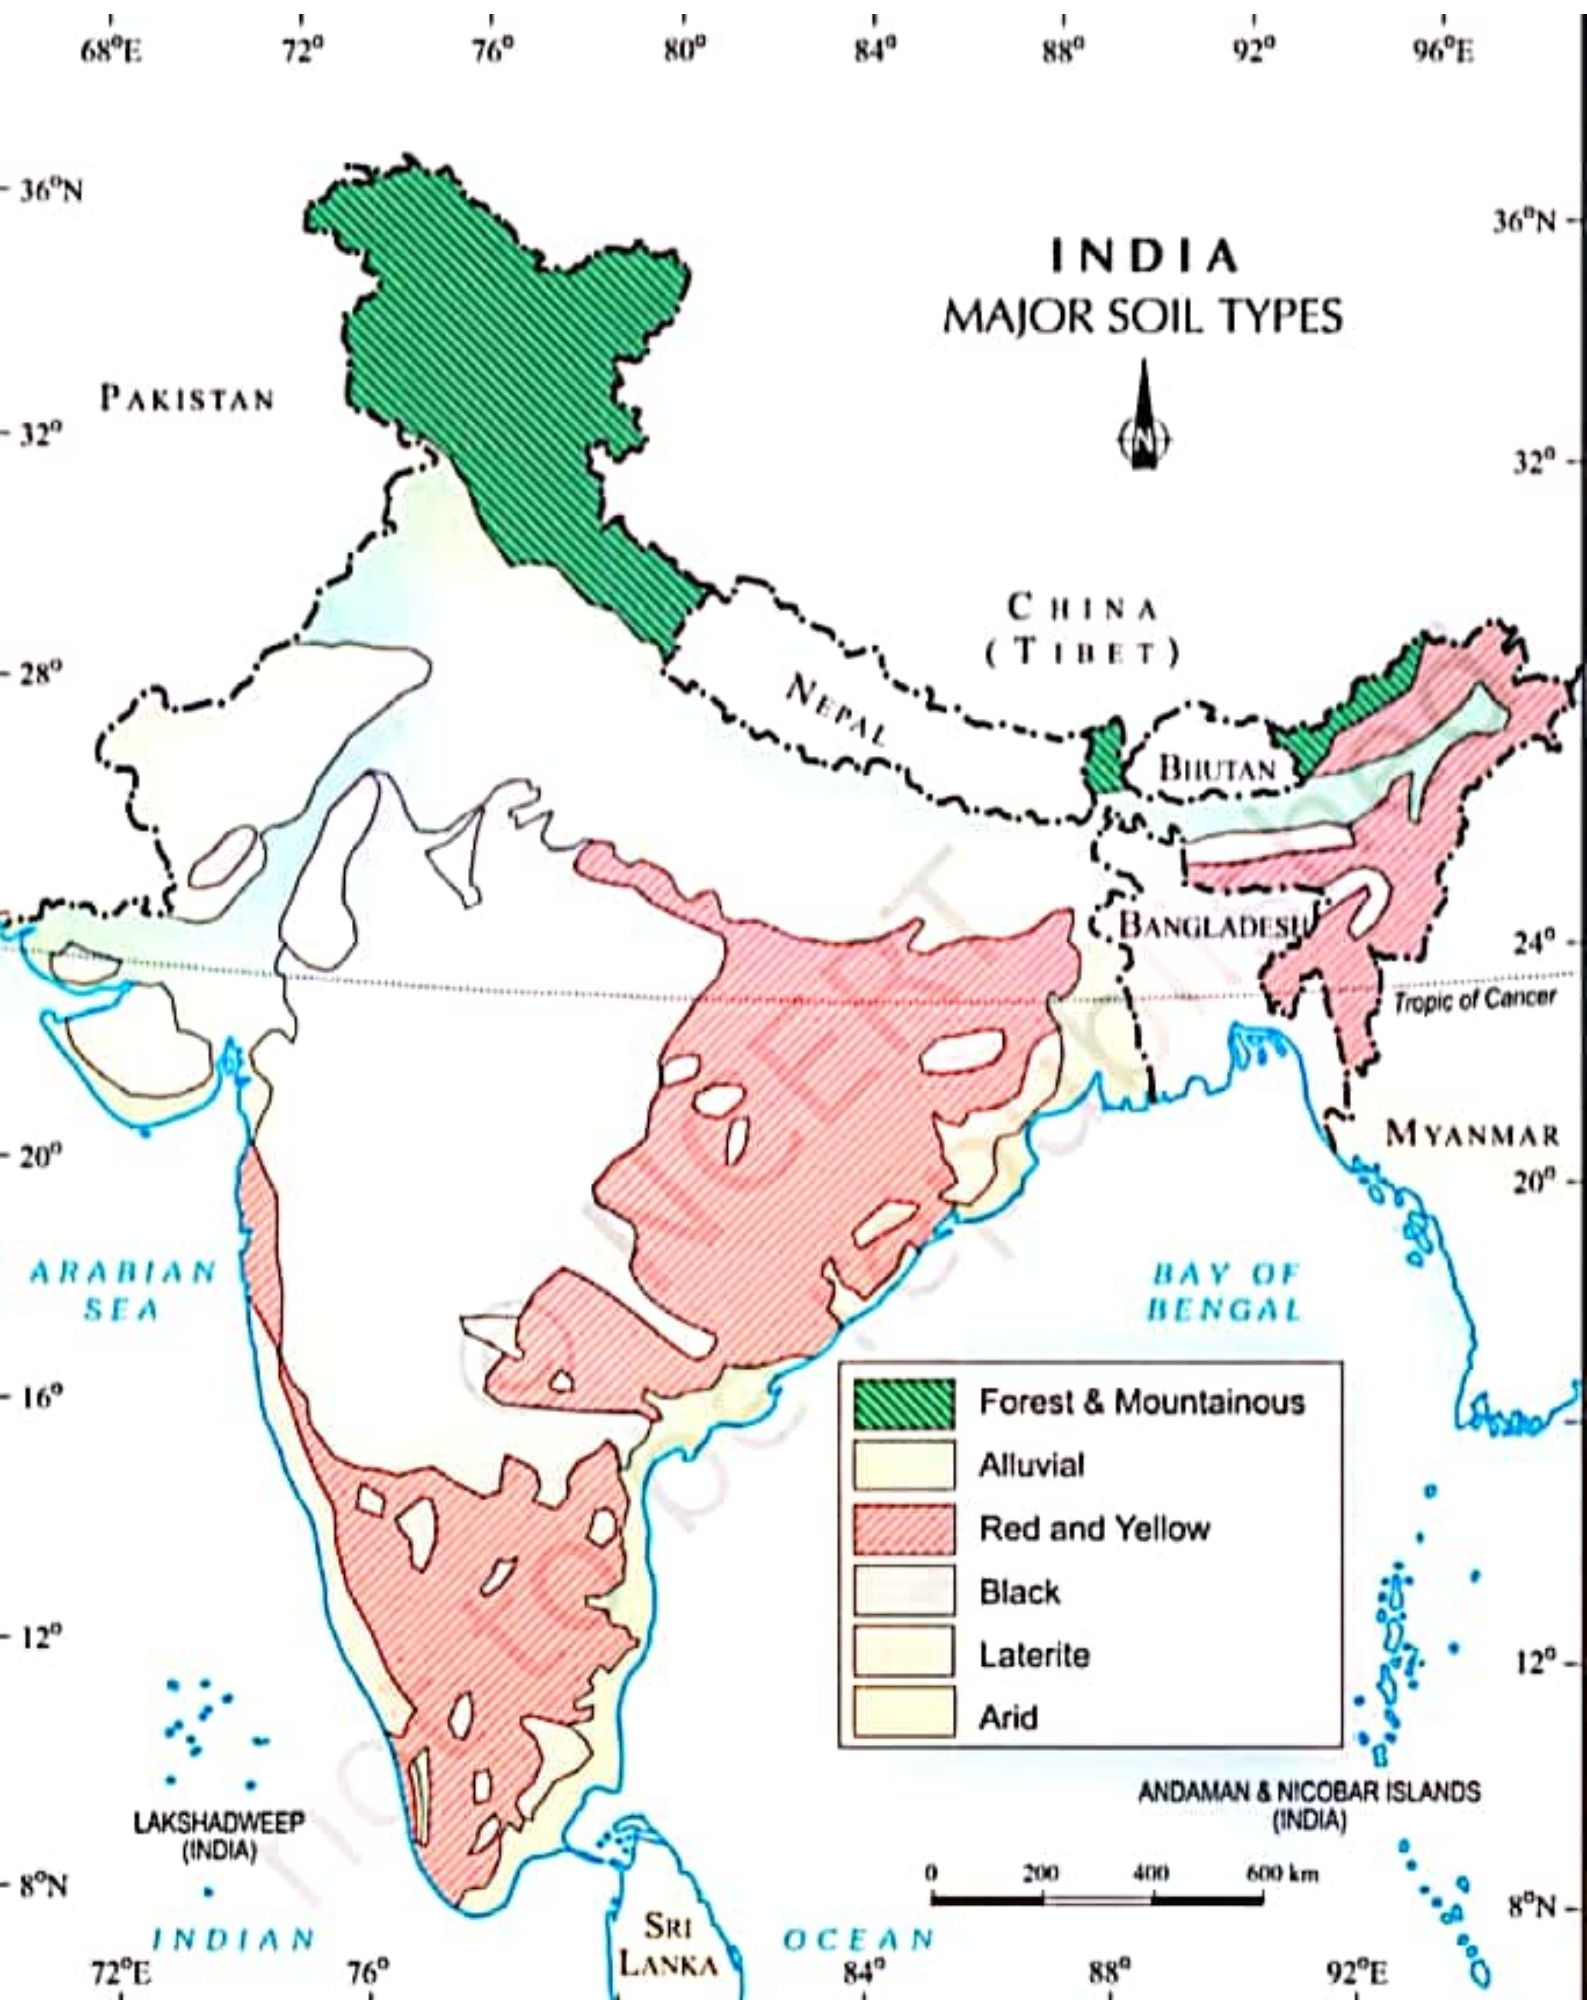 68°E 72° 76° 80° 84° 88° 92° 96°E
36°N
36°N
INDIA
MAJOR SOIL TYPES
PAKISTAN
N
32°
32°
CHINA
(TIBET)
28°
NEPAL
BHUTAN
BANGLADESH
24°
Tropic of Cancer
MYANMAR
20°
20°
ARABIAN
SEA
BAY OF
BENGAL
16°
Forest & Mountainous
Alluvial
Red and Yellow
Black
Laterite
Arid
12°
12°
LAKSHADWEEP
(INDIA)
ANDAMAN & NICOBAR ISLANDS
(INDIA)
0 200 400 600 km
8°N
8°N
SRI
LANKA
INDIAN OCEAN
72°E 76° 84° 88° 92°E
© NCERT